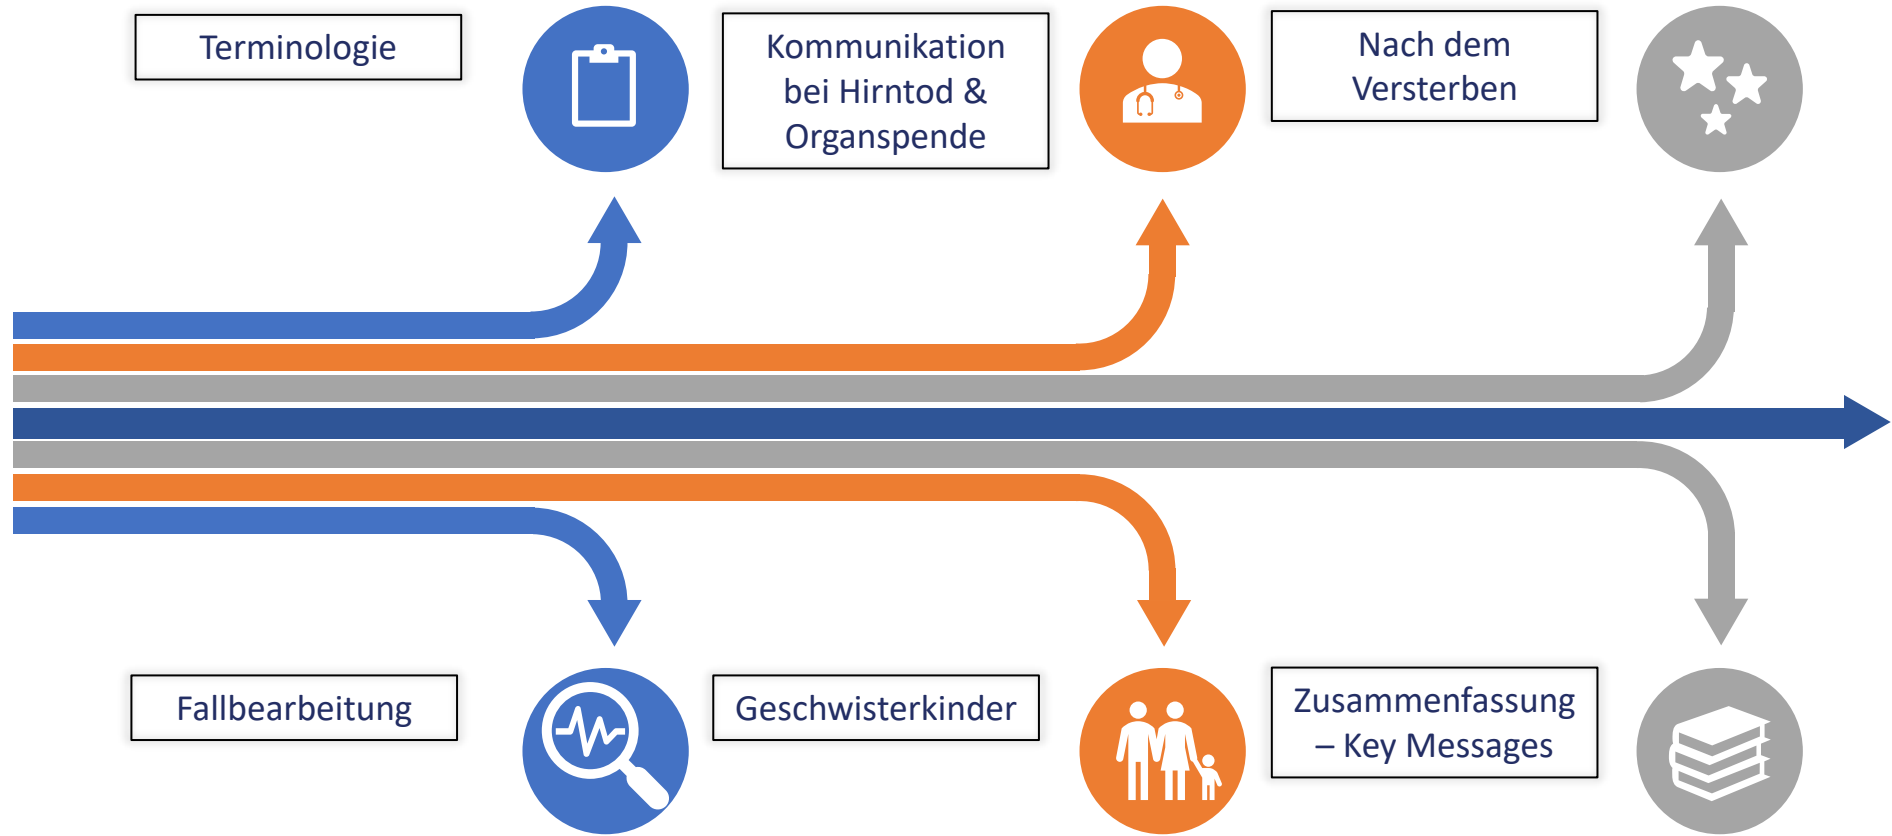 Terminologie
Kommunikation
bei Hirntod &
Organspende
Nach dem
Versterben
Fallbearbeitung
Geschwisterkinder
Zusammenfassung
– Key Messages